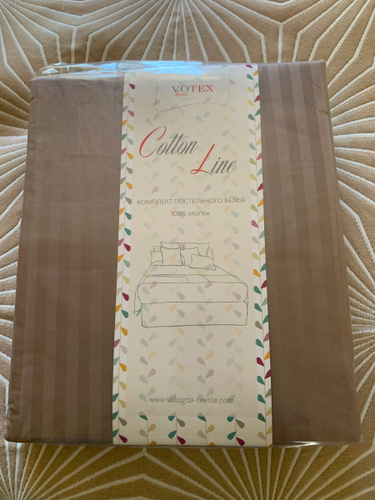 VOTEX
Cotton
Line
КОМПЛЕКТ ПОСТЕЛЬНОГО БЕЛЬЯ
100% ХЛОПОК
www.vologda-textile.com